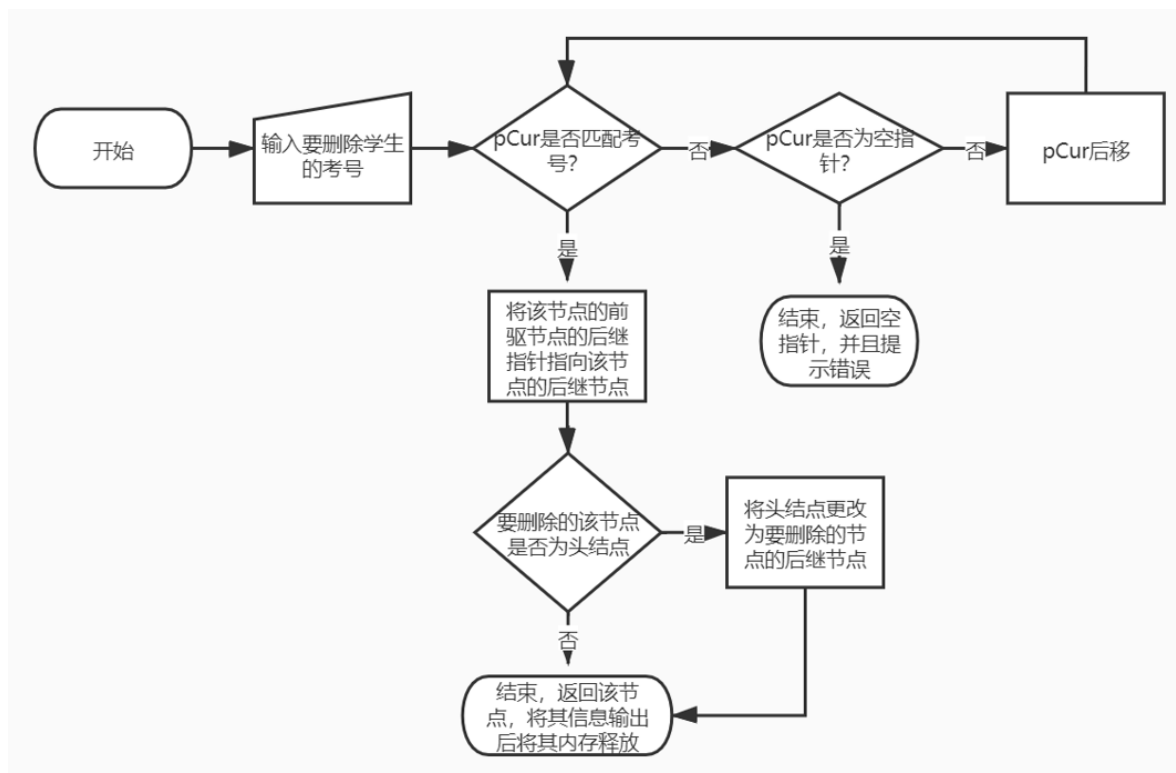 开始
输入要删除学生
的考号
pCur是否匹配考
号?
否
pCur是否为空指
针?
否
pCur后移
是
是
将该节点的前
驱节点的后继
指针指向该节
点的后继节点
结束，返回空
指针，并且提
示错误
要删除的该节点
是否为头结点
是
将头结点更改
为要删除的节
点的后继节点
否
结束，返回该节
点，将其信息输出
后将其内存释放